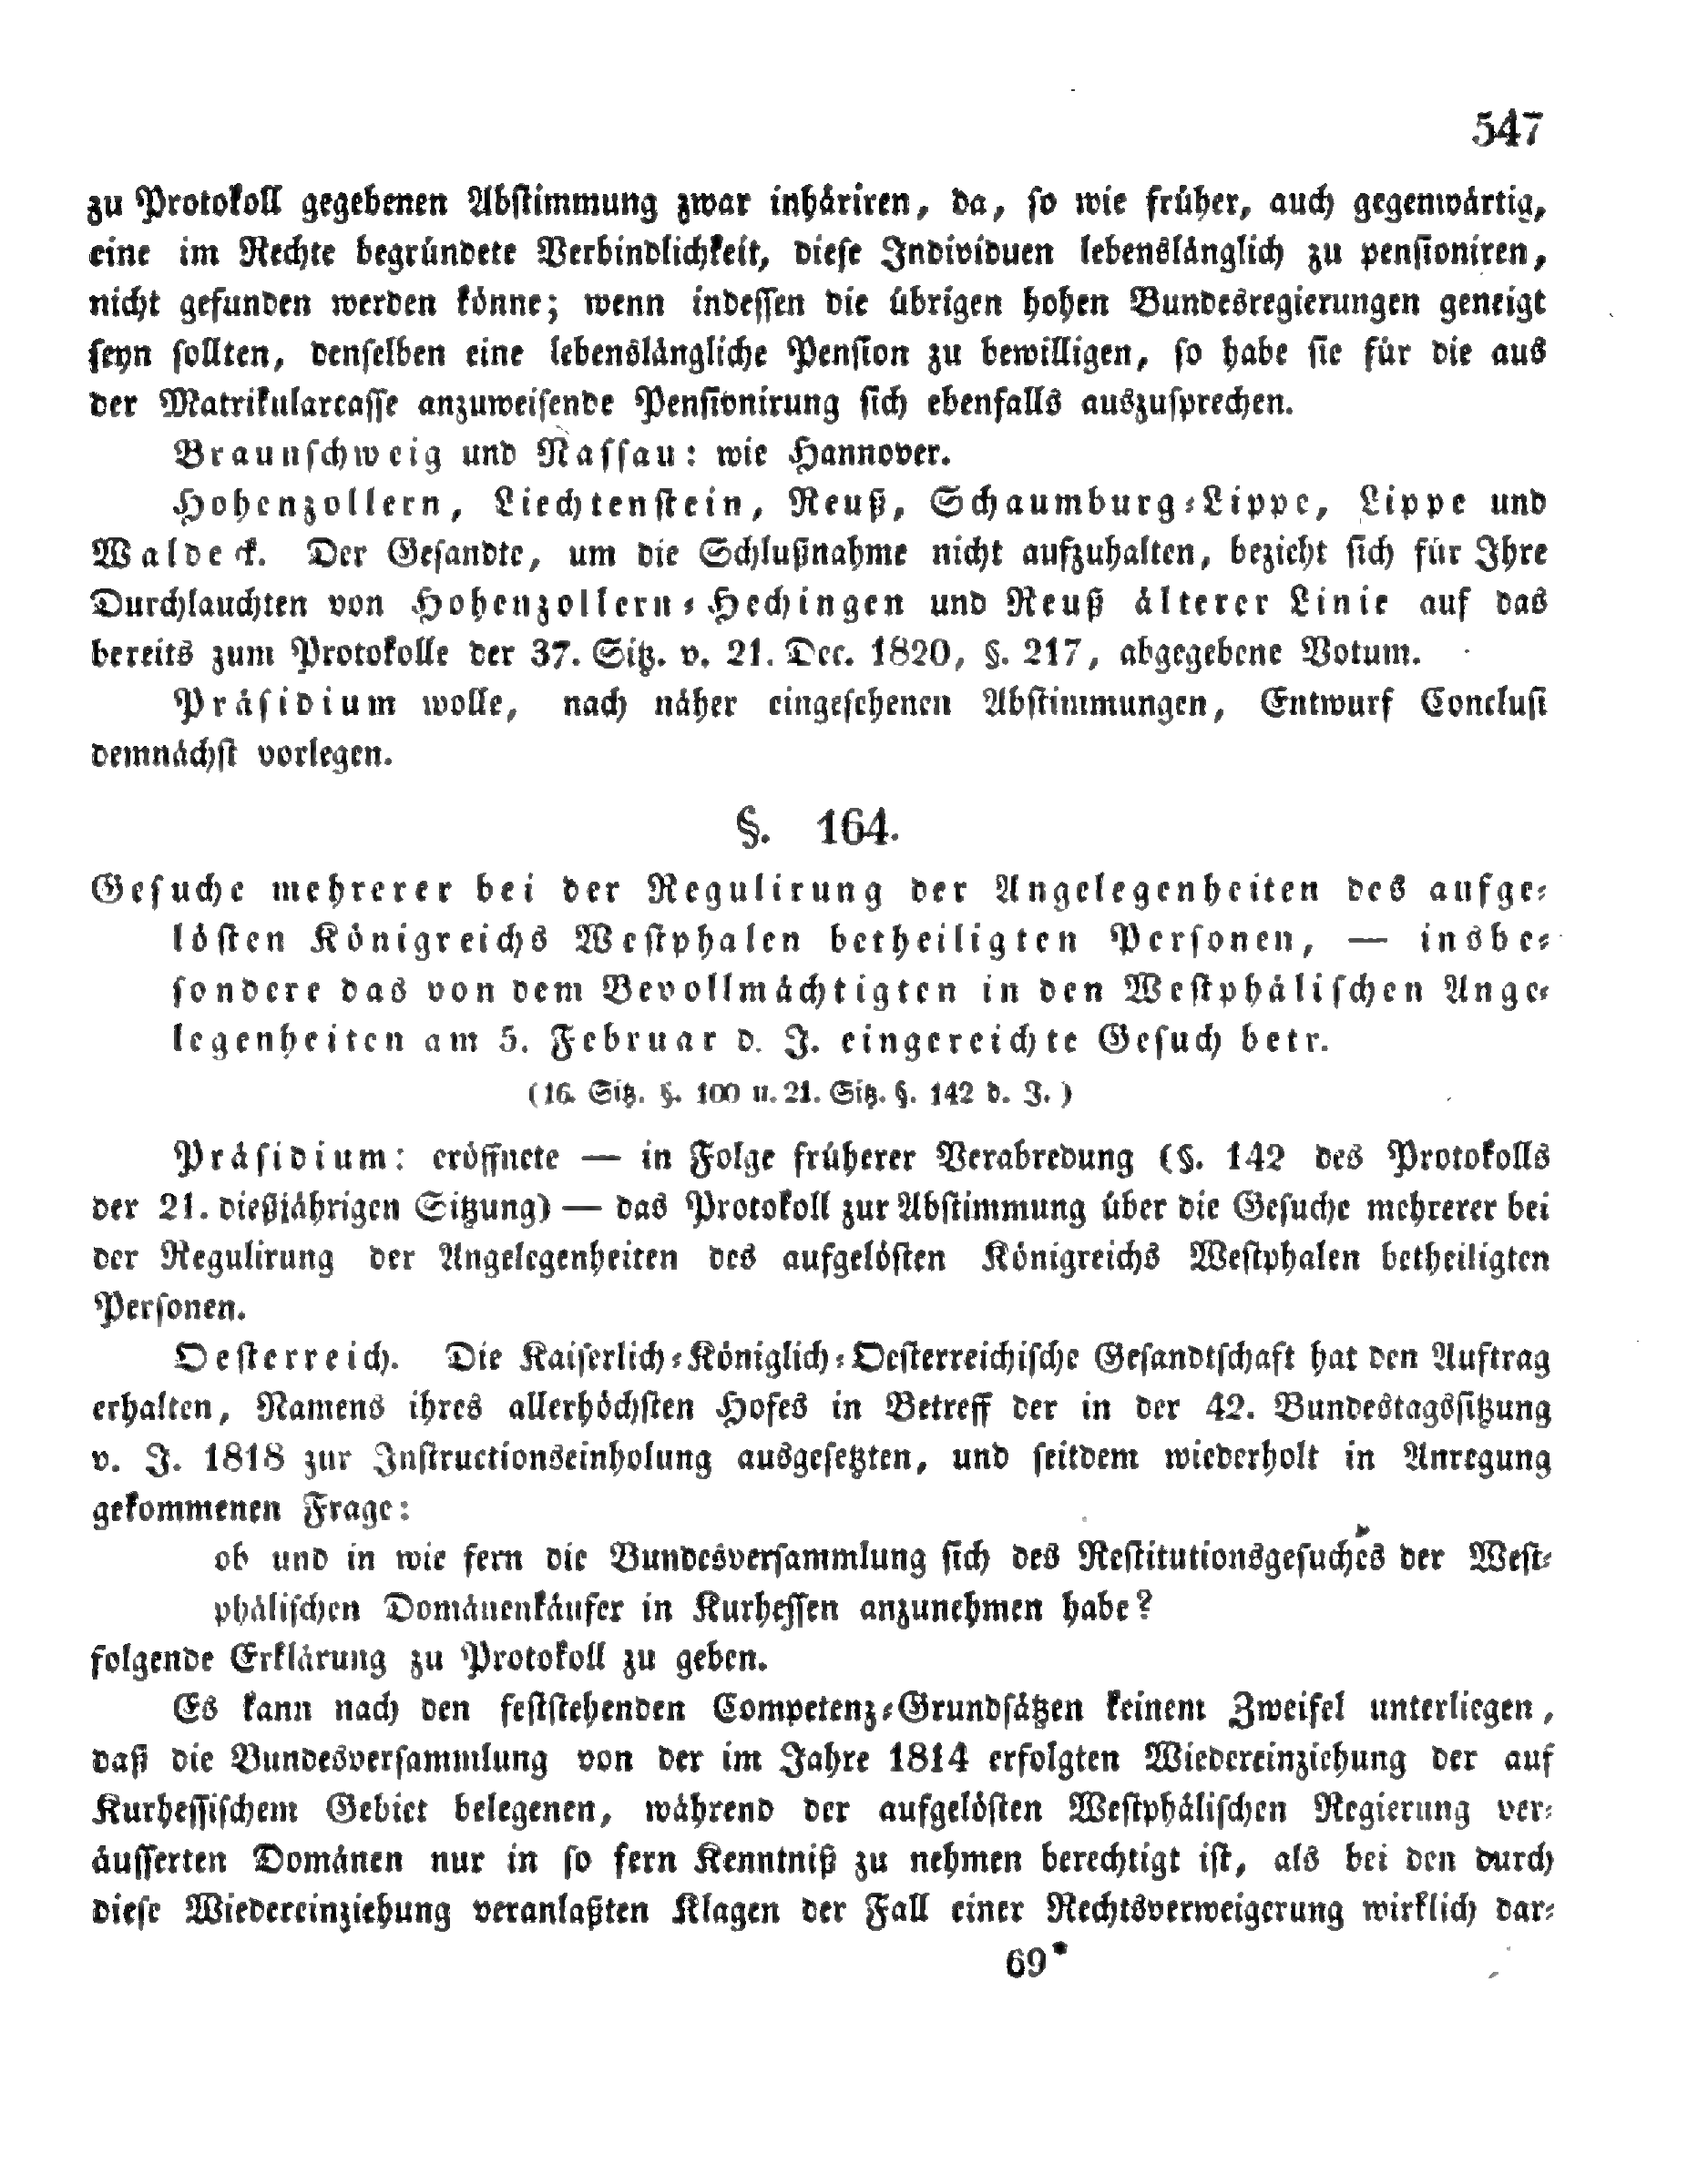 547
zu Protokoll gegebenen Abstimmung zwar inhäriren, da, so wie früher, auch gegenwärtig,
eine im Rechte begründete Verbindlichkeit, diese Individuen lebenslänglich zu pensioniren,
nicht gefunden werden könne; wenn indessen die übrigen hohen Bundesregierungen geneigt
seyn sollten, denselben eine lebenslängliche Pension zu bewilligen, so habe sie für die aus
der Matrikularcasse anzuweisende Pensionirung sich ebenfalls auszusprechen.
Braunschweig und Nassau: wie Hannover.
Hohenzollern, Liechtenstein, Reuß, Schaumburg-Lippe, Lippe und
Waldeck. Der Gesandte, um die Schlußnahme nicht aufzuhalten, bezieht sich für Ihre
Durchlauchten von Hohenzollern-Hechingen und Reuß älterer Linie auf das
bereits zum Protokolle der 37. Sitz. v. 21. Dec. 1820, §. 217, abgegebene Votum.
Präsidium wolle, nach näher eingesehenen Abstimmungen, Entwurf Conclusi
demnächst vorlegen.
§. 164.
Gesuche mehrerer bei der Regulirung der Angelegenheiten des aufge-
lösten Königreichs Westphalen betheiligten Personen, — insbe-
sondere das von dem Bevollmächtigten in den Westphälischen Ange-
legenheiten am 5. Februar d. J. eingereichte Gesuch betr.
(16. Sitz. §. 100 u. 21. Sitz. §. 142 d. J.)
Präsidium: eröffnete — in Folge früherer Verabredung (§. 142 des Protokolls
der 21. dießjährigen Sitzung) — das Protokoll zur Abstimmung über die Gesuche mehrerer bei
der Regulirung der Angelegenheiten des aufgelösten Königreichs Westphalen betheiligten
Personen.
Oesterreich. Die Kaiserlich-Königlich-Oesterreichische Gesandtschaft hat den Auftrag
erhalten, Namens ihres allerhöchsten Hofes in Betreff der in der 42. Bundestagssitzung
v. J. 1818 zur Instructionseinholung ausgesetzten, und seitdem wiederholt in Anregung
gekommenen Frage:
ob und in wie fern die Bundesversammlung sich des Restitutionsgesuches der West-
phälischen Domänenkäufer in Kurhessen anzunehmen habe?
folgende Erklärung zu Protokoll zu geben.
Es kann nach den feststehenden Competenz-Grundsätzen keinem Zweifel unterliegen,
daß die Bundesversammlung von der im Jahre 1814 erfolgten Wiedereinziehung der auf
Kurhessischem Gebiet belegenen, während der aufgelösten Westphälischen Regierung ver-
äusserten Domänen nur in so fern Kenntniß zu nehmen berechtigt ist, als bei den durch
diese Wiedereinziehung veranlaßten Klagen der Fall einer Rechtsverweigerung wirklich dar-
69*